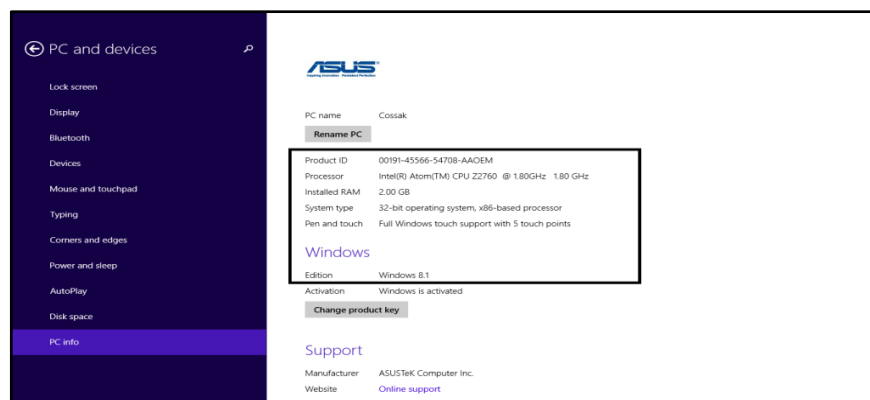 PC and devices
Lock screen
Display
Bluetooth
Devices
Mouse and touchpad
Typing
Corners and edges
Power and sleep
AutoPlay
Disk space
PC info
ASUS
Inspiring Innovation · Persistent Perfection
PC name Cossak
Rename PC
Product ID 00191-45566-54708-AAOEM
Processor Intel(R) Atom(TM) CPU Z2760 @ 1.80GHz 1.80 GHz
Installed RAM 2.00 GB
System type 32-bit operating system, x86-based processor
Pen and touch Full Windows touch support with 5 touch points
Windows
Edition Windows 8.1
Activation Windows is activated
Change product key
Support
Manufacturer ASUSTeK Computer Inc.
Website Online support